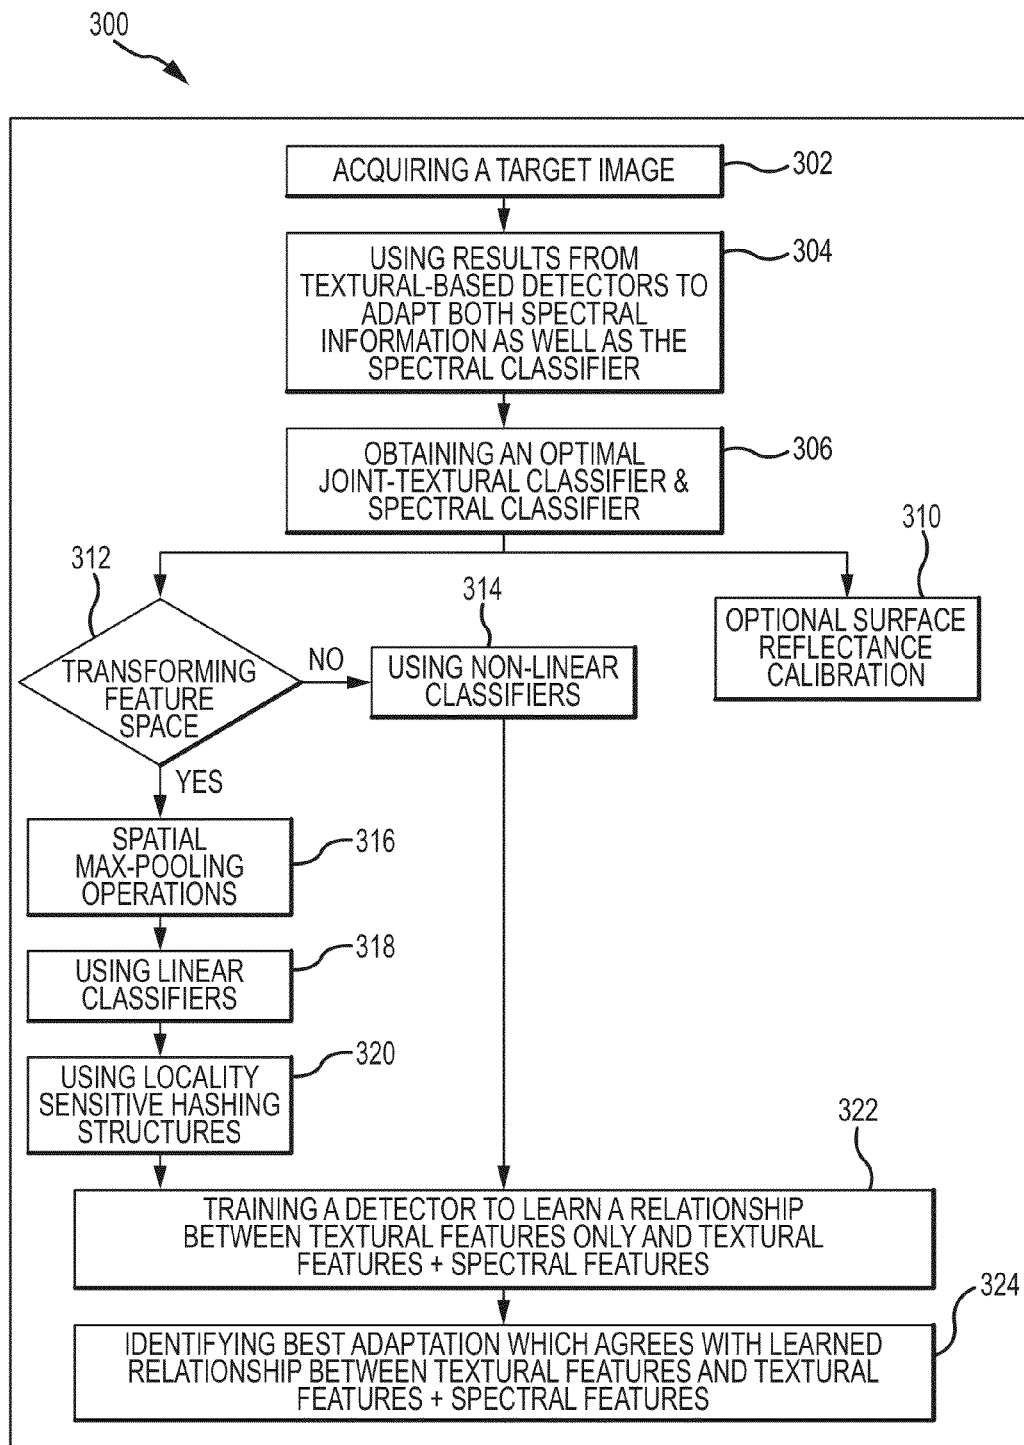 300
ACQUIRING A TARGET IMAGE
302
USING RESULTS FROM
TEXTURAL-BASED DETECTORS TO
ADAPT BOTH SPECTRAL
INFORMATION AS WELL AS THE
SPECTRAL CLASSIFIER
304
OBTAINING AN OPTIMAL
JOINT-TEXTURAL CLASSIFIER &
SPECTRAL CLASSIFIER
306
310
OPTIONAL SURFACE
REFLECTANCE
CALIBRATION
312
TRANSFORMING
FEATURE
SPACE
NO
314
USING NON-LINEAR
CLASSIFIERS
YES
SPATIAL
MAX-POOLING
OPERATIONS
316
USING LINEAR
CLASSIFIERS
318
USING LOCALITY
SENSITIVE HASHING
STRUCTURES
320
322
TRAINING A DETECTOR TO LEARN A RELATIONSHIP
BETWEEN TEXTURAL FEATURES ONLY AND TEXTURAL
FEATURES + SPECTRAL FEATURES
324
IDENTIFYING BEST ADAPTATION WHICH AGREES WITH LEARNED
RELATIONSHIP BETWEEN TEXTURAL FEATURES AND TEXTURAL
FEATURES + SPECTRAL FEATURES